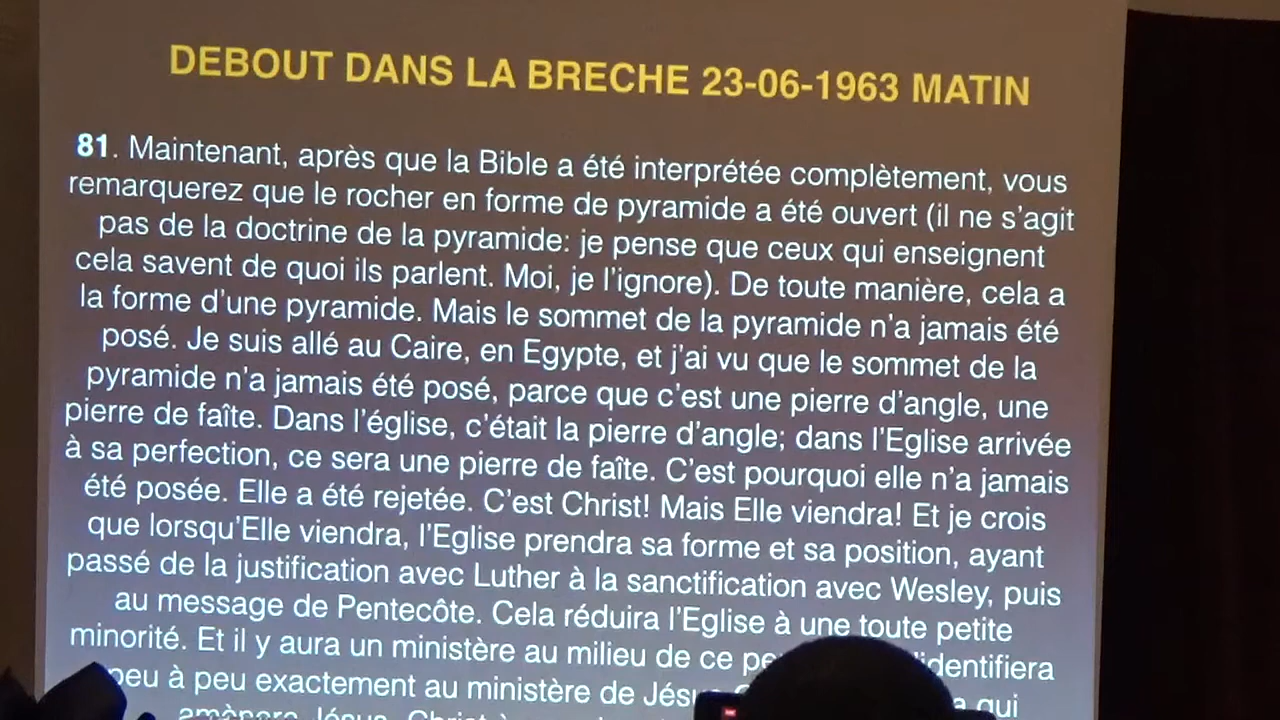 DEBOUT DANS LA BRECHE 23-06-1963 MATIN
81. Maintenant, après que la Bible a été interprétée complètement, vous
remarquerez que le rocher en forme de pyramide a été ouvert (il ne s'agit
pas de la doctrine de la pyramide: je pense que ceux qui enseignent
cela savent de quoi ils parlent. Moi, je l'ignore). De toute manière, cela a
la forme d'une pyramide. Mais le sommet de la pyramide n'a jamais été
posé. Je suis allé au Caire, en Egypte, et j'ai vu que le sommet de la
pyramide n'a jamais été posé, parce que c'est une pierre d'angle, une
pierre de faîte. Dans l'église, c'était la pierre d'angle; dans l'Eglise arrivée
à sa perfection, ce sera une pierre de faîte. C'est pourquoi elle n'a jamais
été posée. Elle a été rejetée. C'est Christ! Mais Elle viendra! Et je crois
que lorsqu'Elle viendra, l'Eglise prendra sa forme et sa position, ayant
passé de la justification avec Luther à la sanctification avec Wesley, puis
au message de Pentecôte. Cela réduira l'Eglise à une toute petite
minorité. Et il y aura un ministère au milieu de ce identifiera
peu à peu exactement au ministère de qui
amènera Jésus-Christ